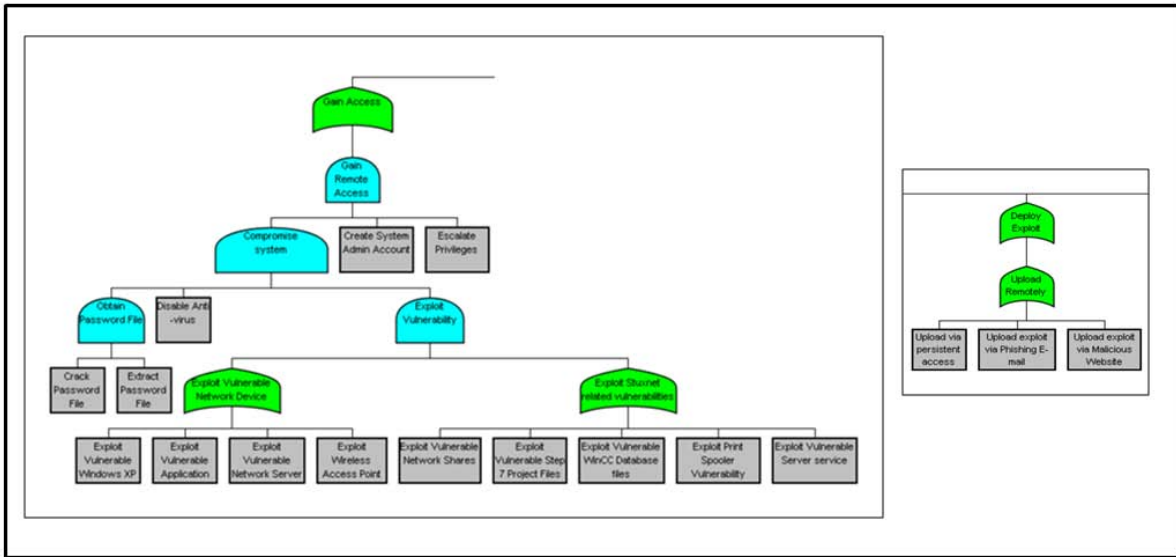 Gain Access
Gain
Remote
Access
Compromise
system
Create System
Admin Account
Escalate
Privileges
Obtain
Password File
Disable Anti
-virus
Exploit
Vulnerability
Crack
Password
File
Extract
Password
File
Exploit Vulnerable
Network Device
Exploit Stuxnet
related vulnerabilities
Exploit
Vulnerable
Windows XP
Exploit
Vulnerable
Application
Exploit
Vulnerable
Network Server
Exploit
Wireless
Access Point
Exploit Vulnerable
Network Shares
Exploit
Vulnerable Step
7 Project Files
Exploit Vulnerable
WinCC Database
files
Exploit Print
Spooler
Vulnerability
Exploit Vulnerable
Server service
Deploy
Exploit
Upload
Remotely
Upload via
persistent
access
Upload exploit
via Phishing E-
mail
Upload exploit
via Malicious
Website